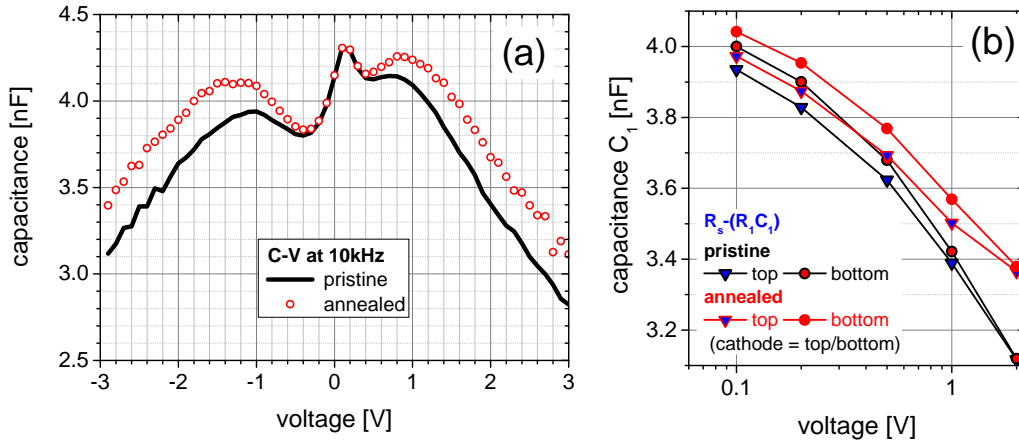 (a)
4.5
4.0
3.5
3.0
2.5
capacitance [nF]
C-V at 10kHz
pristine
annealed
-3 -2 -1 0 1 2 3
voltage [V]
(b)
4.0
3.8
3.6
3.4
3.2
capacitance C1 [nF]
Rs-(R1C1)
pristine
top bottom
annealed
top bottom
(cathode = top/bottom)
0.1 1
voltage [V]